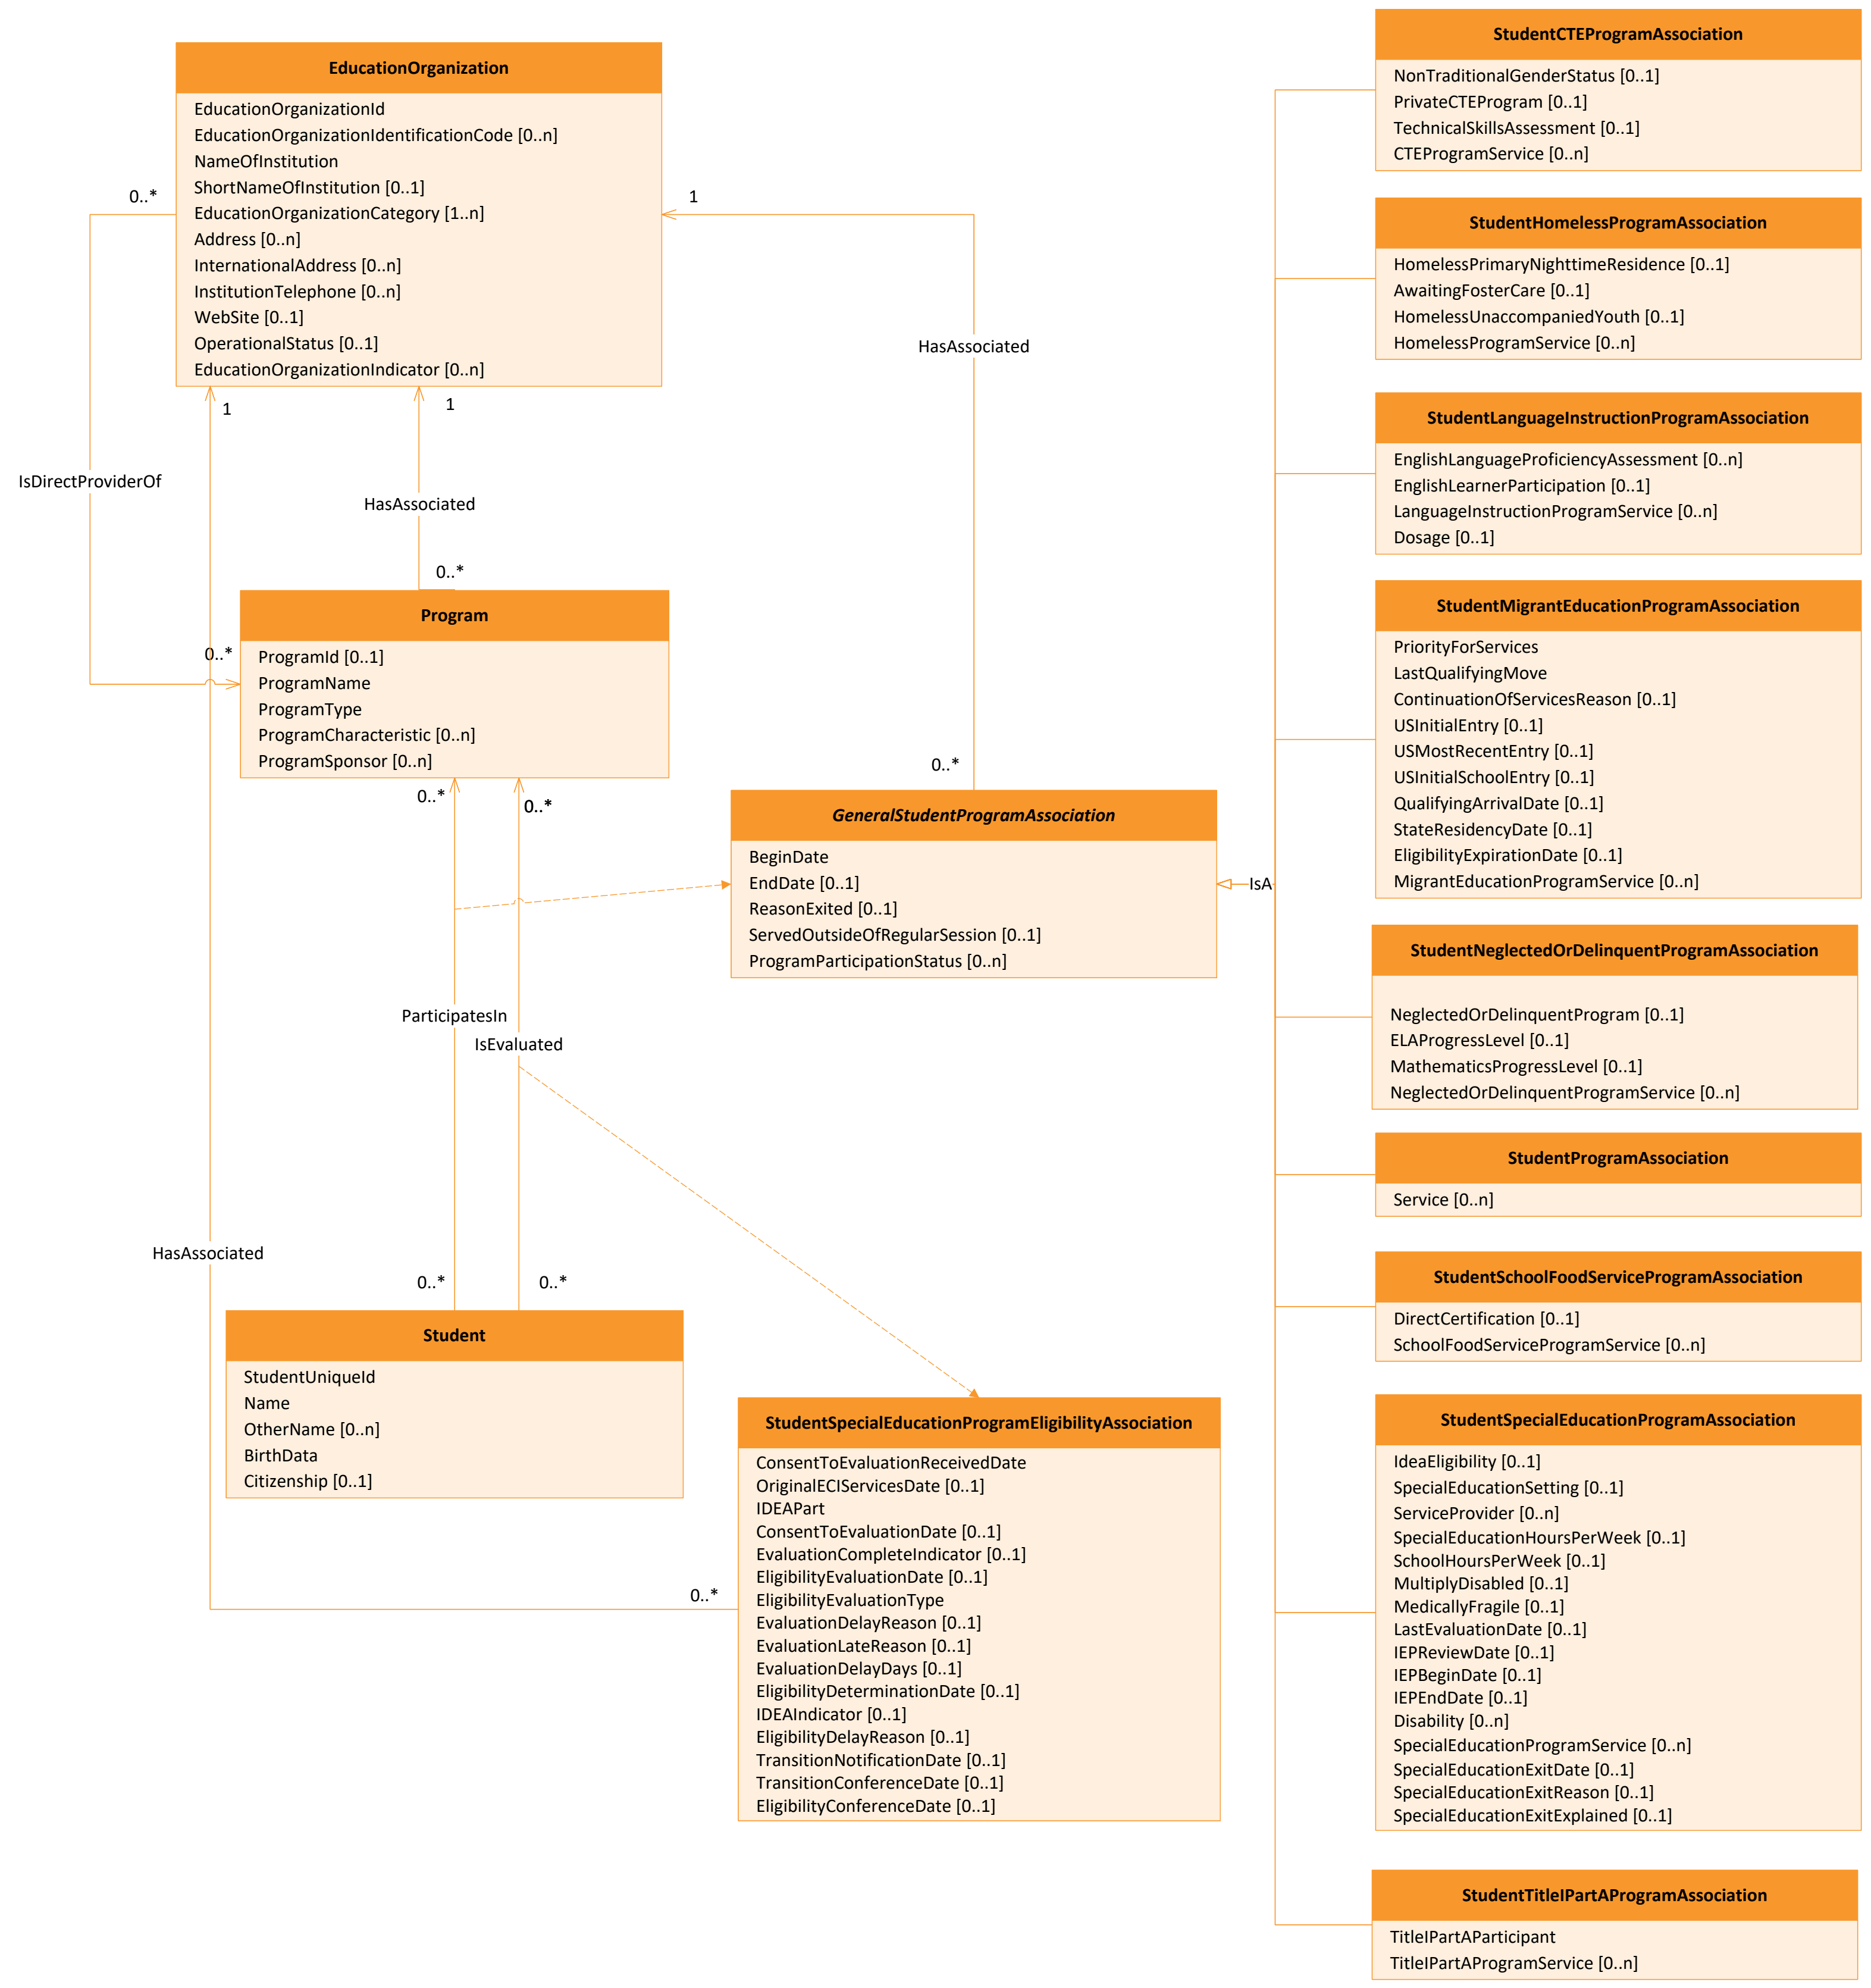 EducationOrganization
EducationOrganizationId
EducationOrganizationIdentificationCode [0..n]
NameOfInstitution
ShortNameOfInstitution [0..1]
EducationOrganizationCategory [1..n]
Address [0..n]
InternationalAddress [0..n]
InstitutionTelephone [0..n]
WebSite [0..1]
OperationalStatus [0..1]
EducationOrganizationIndicator [0..n]
0..*
1
1
1
IsDirectProviderOf
HasAssociated
HasAssociated
0..*
0..*
Program
ProgramId [0..1]
ProgramName
ProgramType
ProgramCharacteristic [0..n]
ProgramSponsor [0..n]
0..*
0..*
0..*
GeneralStudentProgramAssociation
BeginDate
EndDate [0..1]
ReasonExited [0..1]
ServedOutsideOfRegularSession [0..1]
ProgramParticipationStatus [0..n]
IsA
ParticipatesIn
IsEvaluated
HasAssociated
0..*
0..*
Student
StudentUniqueId
Name
OtherName [0..n]
BirthData
Citizenship [0..1]
0..*
StudentSpecialEducationProgramEligibilityAssociation
ConsentToEvaluationReceivedDate
OriginalECIServicesDate [0..1]
IDEAPart
ConsentToEvaluationDate [0..1]
EvaluationCompleteIndicator [0..1]
EligibilityEvaluationDate [0..1]
EligibilityEvaluationType
EvaluationDelayReason [0..1]
EvaluationLateReason [0..1]
EvaluationDelayDays [0..1]
EligibilityDeterminationDate [0..1]
IDEAIndicator [0..1]
EligibilityDelayReason [0..1]
TransitionNotificationDate [0..1]
TransitionConferenceDate [0..1]
EligibilityConferenceDate [0..1]
StudentCTEProgramAssociation
NonTraditionalGenderStatus [0..1]
PrivateCTEProgram [0..1]
TechnicalSkillsAssessment [0..1]
CTEProgramService [0..n]
StudentHomelessProgramAssociation
HomelessPrimaryNighttimeResidence [0..1]
AwaitingFosterCare [0..1]
HomelessUnaccompaniedYouth [0..1]
HomelessProgramService [0..n]
StudentLanguageInstructionProgramAssociation
EnglishLanguageProficiencyAssessment [0..n]
EnglishLearnerParticipation [0..1]
LanguageInstructionProgramService [0..n]
Dosage [0..1]
StudentMigrantEducationProgramAssociation
PriorityForServices
LastQualifyingMove
ContinuationOfServicesReason [0..1]
USInitialEntry [0..1]
USMostRecentEntry [0..1]
USInitialSchoolEntry [0..1]
QualifyingArrivalDate [0..1]
StateResidencyDate [0..1]
EligibilityExpirationDate [0..1]
MigrantEducationProgramService [0..n]
StudentNeglectedOrDelinquentProgramAssociation
NeglectedOrDelinquentProgram [0..1]
ELAProgressLevel [0..1]
MathematicsProgressLevel [0..1]
NeglectedOrDelinquentProgramService [0..n]
StudentProgramAssociation
Service [0..n]
StudentSchoolFoodServiceProgramAssociation
DirectCertification [0..1]
SchoolFoodServiceProgramService [0..n]
StudentSpecialEducationProgramAssociation
IdeaEligibility [0..1]
SpecialEducationSetting [0..1]
ServiceProvider [0..n]
SpecialEducationHoursPerWeek [0..1]
SchoolHoursPerWeek [0..1]
MultiplyDisabled [0..1]
MedicallyFragile [0..1]
LastEvaluationDate [0..1]
IEPReviewDate [0..1]
IEPBeginDate [0..1]
IEPEndDate [0..1]
Disability [0..n]
SpecialEducationProgramService [0..n]
SpecialEducationExitDate [0..1]
SpecialEducationExitReason [0..1]
SpecialEducationExitExplained [0..1]
StudentTitleIPartAProgramAssociation
TitleIPartAParticipant
TitleIPartAProgramService [0..n]